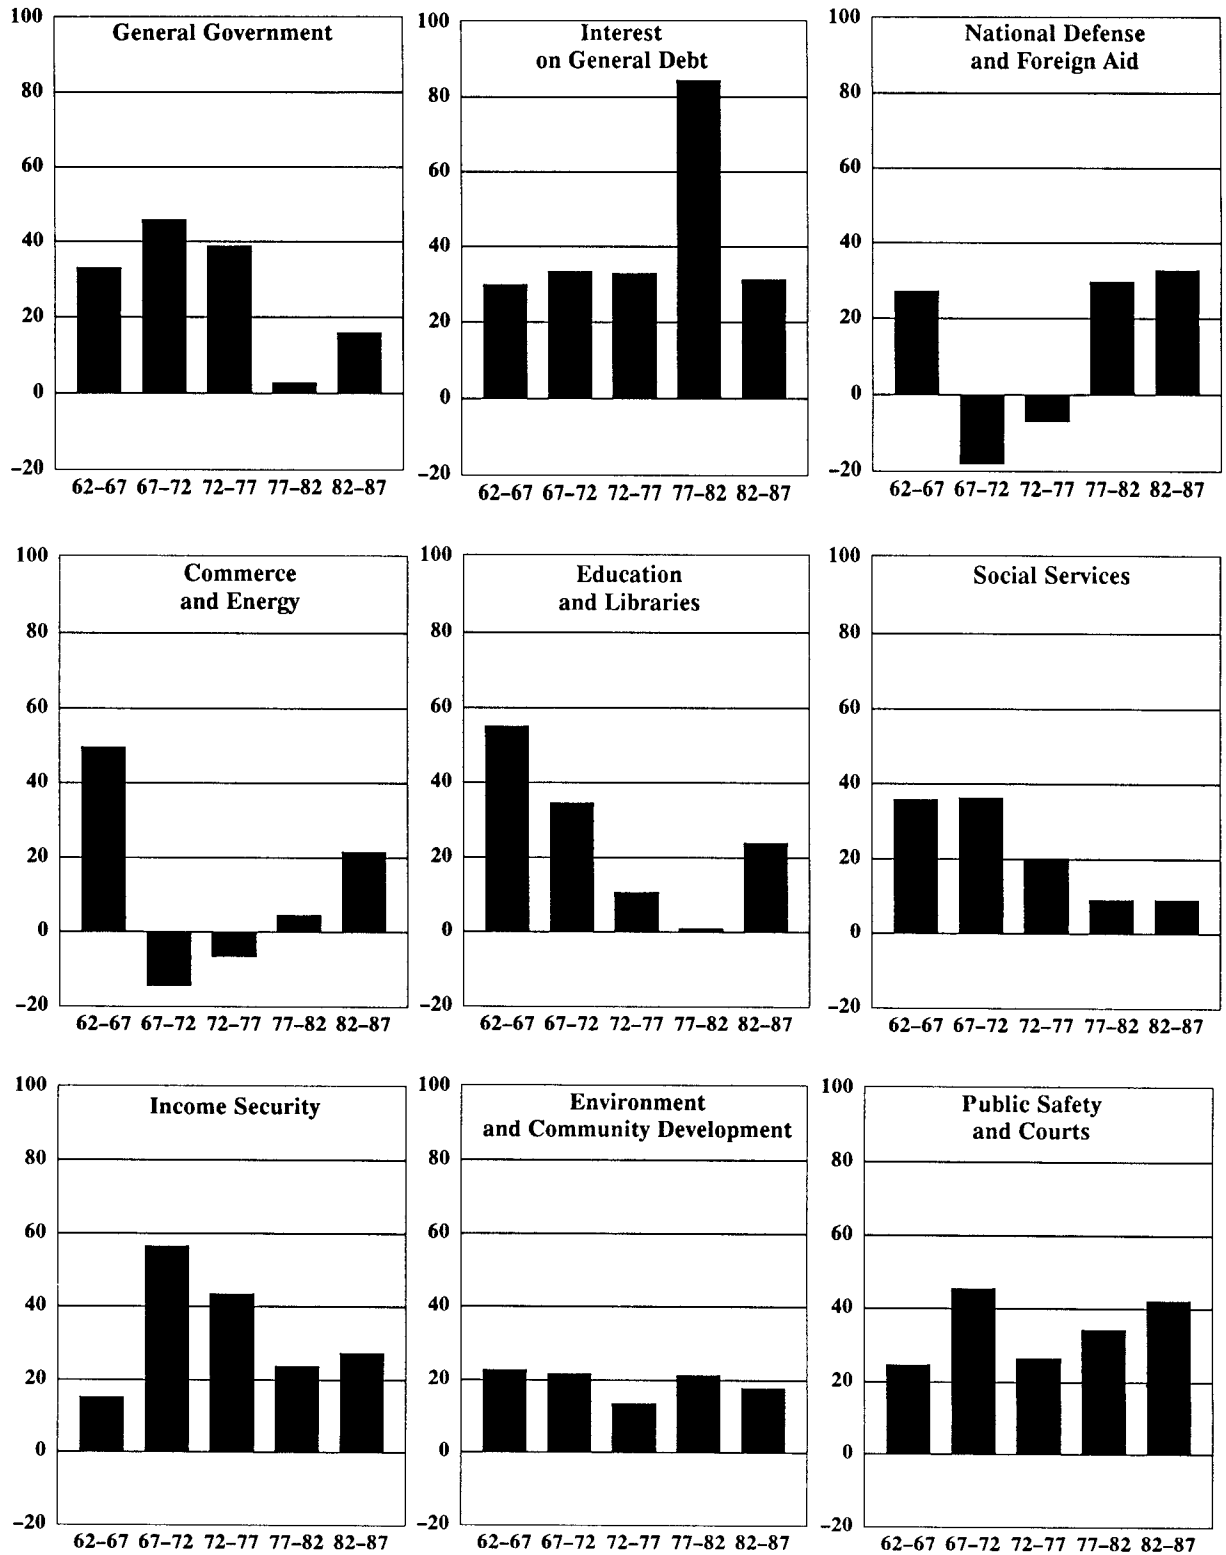 General Government
100
80
60
40
20
0
–20
62–67 67–72 72–77 77–82 82–87
Interest
on General Debt
100
80
60
40
20
0
–20
62–67 67–72 72–77 77–82 82–87
National Defense
and Foreign Aid
100
80
60
40
20
0
–20
62–67 67–72 72–77 77–82 82–87
Commerce
and Energy
100
80
60
40
20
0
–20
62–67 67–72 72–77 77–82 82–87
Education
and Libraries
100
80
60
40
20
0
–20
62–67 67–72 72–77 77–82 82–87
Social Services
100
80
60
40
20
0
–20
62–67 67–72 72–77 77–82 82–87
Income Security
100
80
60
40
20
0
–20
62–67 67–72 72–77 77–82 82–87
Environment
and Community Development
100
80
60
40
20
0
–20
62–67 67–72 72–77 77–82 82–87
Public Safety
and Courts
100
80
60
40
20
0
–20
62–67 67–72 72–77 77–82 82–87